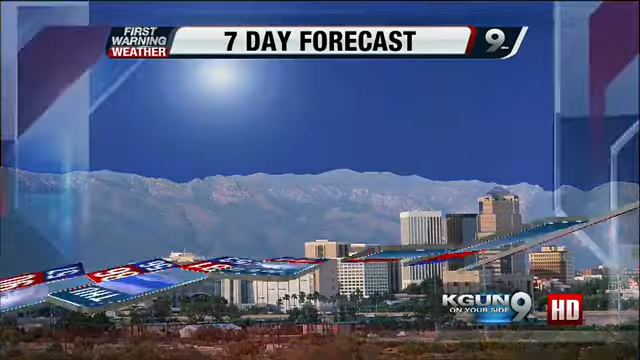 FIRST
WARNING
WEATHER
7 DAY FORECAST
9
KGUN9
ON YOUR SIDE
HD